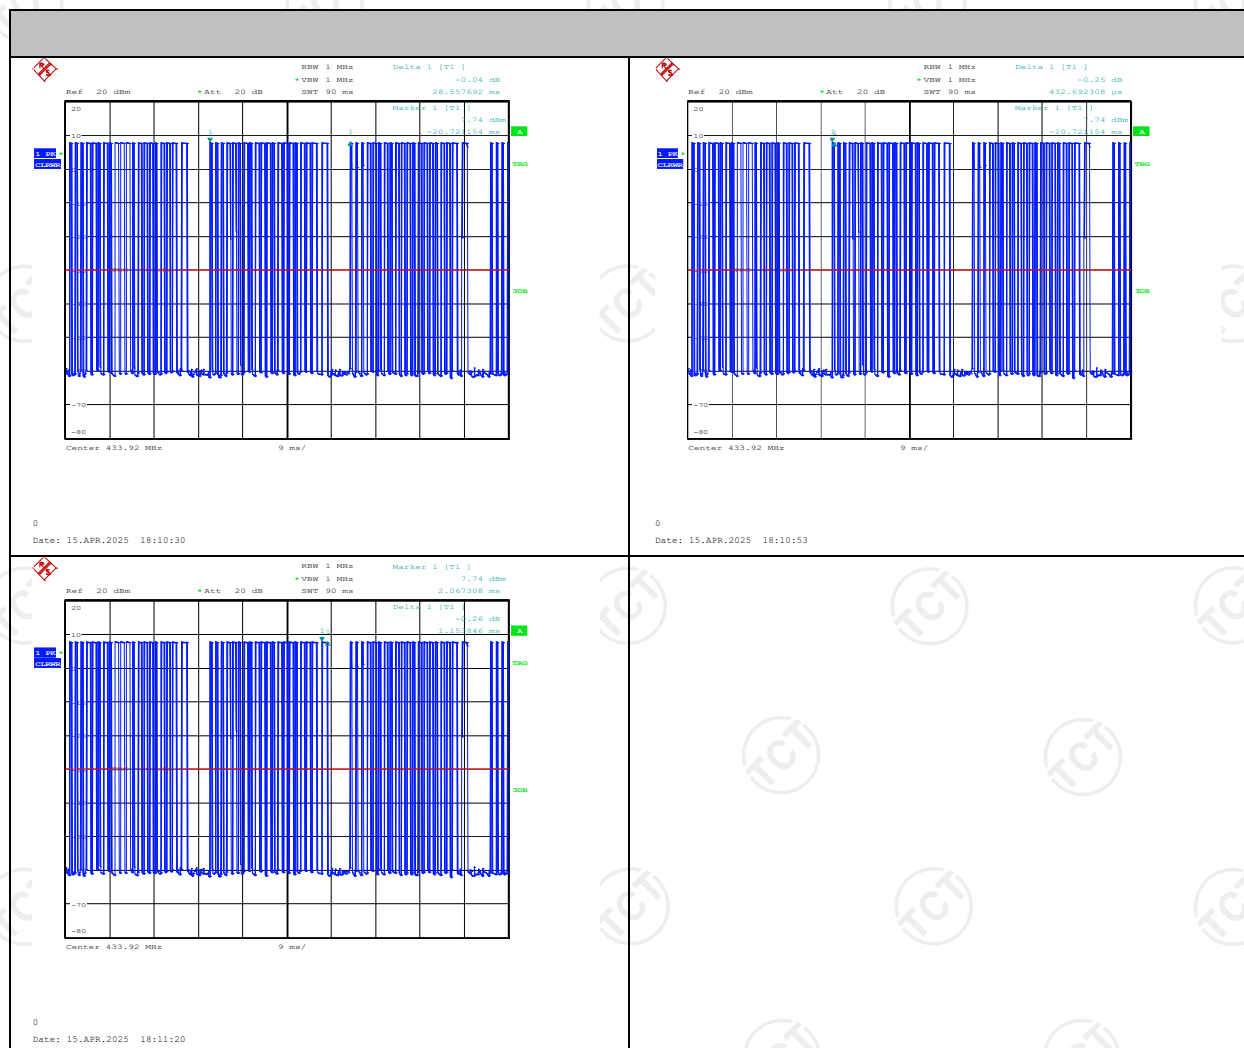 RBW 1 MHz
Delta 1 [T1 ]
* VBW 1 MHz
-0.04 dB
Ref 20 dBm
* Att 20 dB
SWT 90 ms
28.557692 ms
20
Marker 1 [T1 ]
7.74 dBm
-20.721154 ms
10
1
1
A
1 PK *
CLRWR
TRG
3DB
-70
-80
Center 433.92 MHz
9 ms/
0
Date: 15.APR.2025 18:10:30
RBW 1 MHz
Delta 1 [T1 ]
* VBW 1 MHz
-0.25 dB
Ref 20 dBm
* Att 20 dB
SWT 90 ms
432.692308 µs
20
Marker 1 [T1 ]
7.74 dBm
-20.721154 ms
10
A
1 PK *
CLRWR
TRG
3DB
-70
-80
Center 433.92 MHz
9 ms/
0
Date: 15.APR.2025 18:10:53
RBW 1 MHz
Marker 1 [T1 ]
* VBW 1 MHz
7.74 dBm
Ref 20 dBm
* Att 20 dB
SWT 90 ms
2.067308 ms
20
Delta 1 [T1 ]
-0.26 dB
1.153846 ms
10
A
1 PK *
CLRWR
TRG
3DB
-70
-80
Center 433.92 MHz
9 ms/
0
Date: 15.APR.2025 18:11:20
TCT
TCT
TCT
TCT
TCT